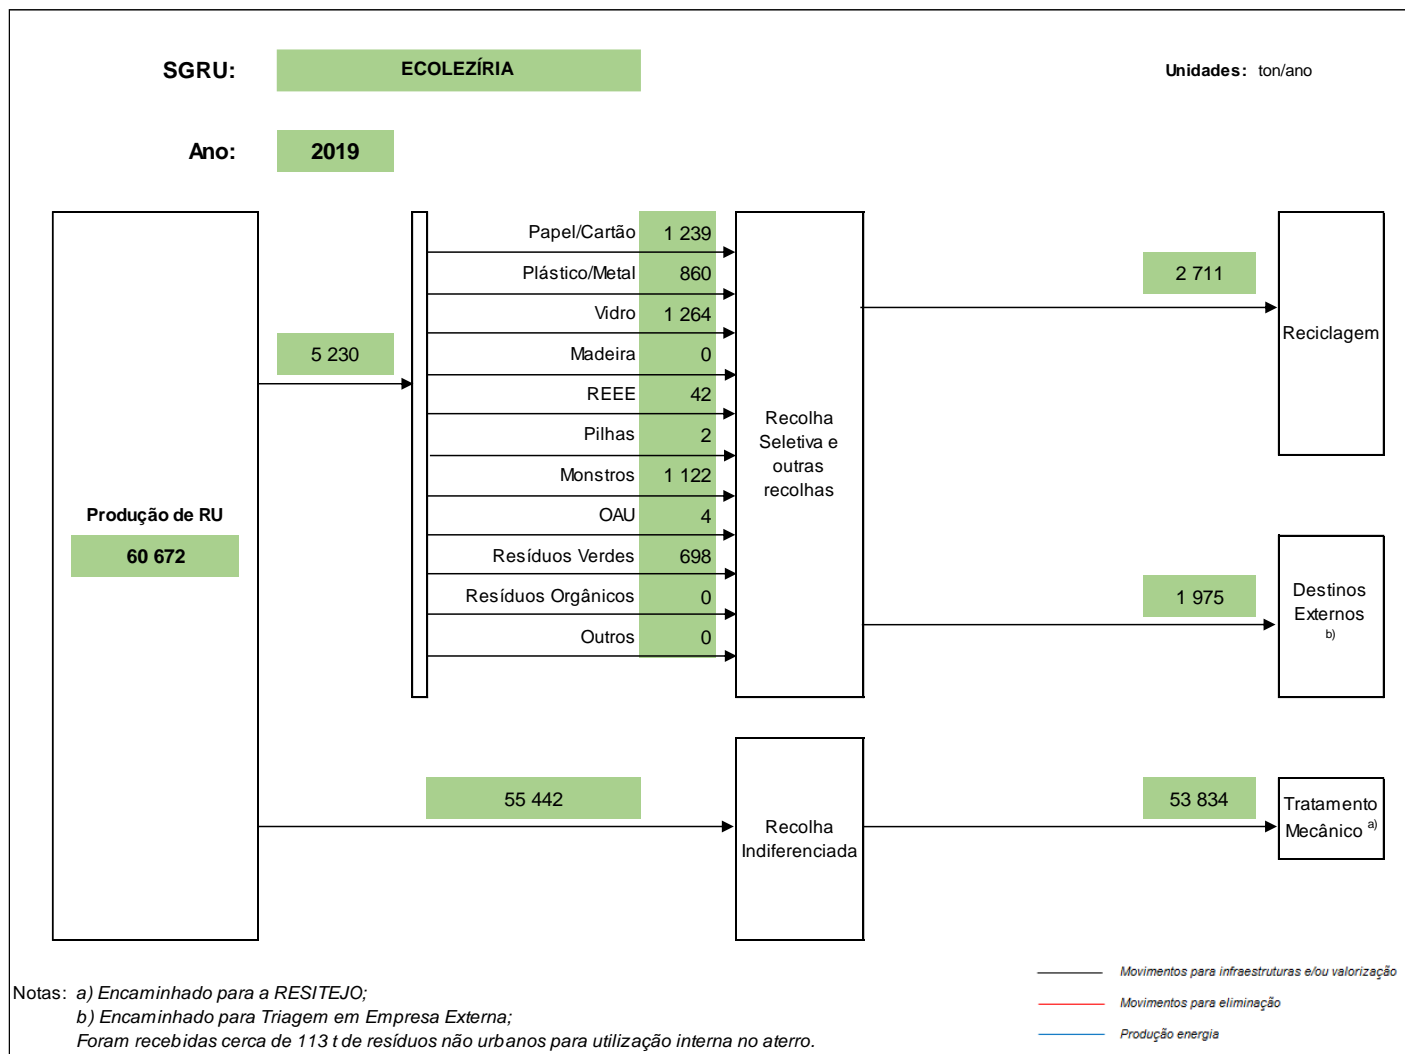 SGRU: ECOLEZÍRIA Unidades: ton/ano
Ano: 2019
Papel/Cartão 1 239
Plástico/Metal 860
Vidro 1 264
Madeira 0
REEE 42
Pilhas 2
Monstros 1 122
OAU 4
Resíduos Verdes 698
Resíduos Orgânicos 0
Outros 0
5 230
Produção de RU
60 672
Recolha
Seletiva e
outras
recolhas
2 711
Reciclagem
1 975
Destinos
Externos
b)
55 442
Recolha
Indiferenciada
53 834
Tratamento
Mecânico a)
Movimentos para infraestruturas e/ou valorização
Movimentos para eliminação
Produção energia
Notas: a) Encaminhado para a RESITEJO;
b) Encaminhado para Triagem em Empresa Externa;
Foram recebidas cerca de 113 t de resíduos não urbanos para utilização interna no aterro.